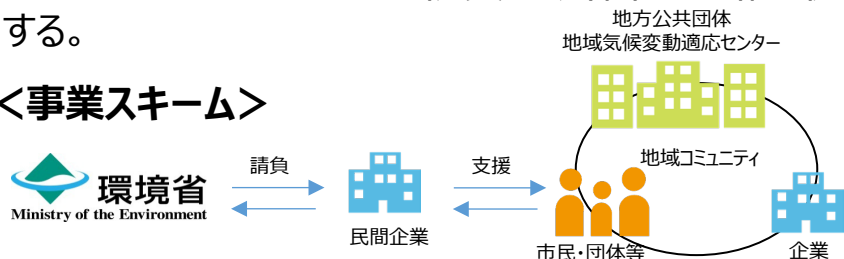 する。
地方公共団体
地域気候変動適応センター
<事業スキーム>
環境省
Ministry of the Environment
請負
民間企業
支援
地域コミュニティ
市民・団体等
企業